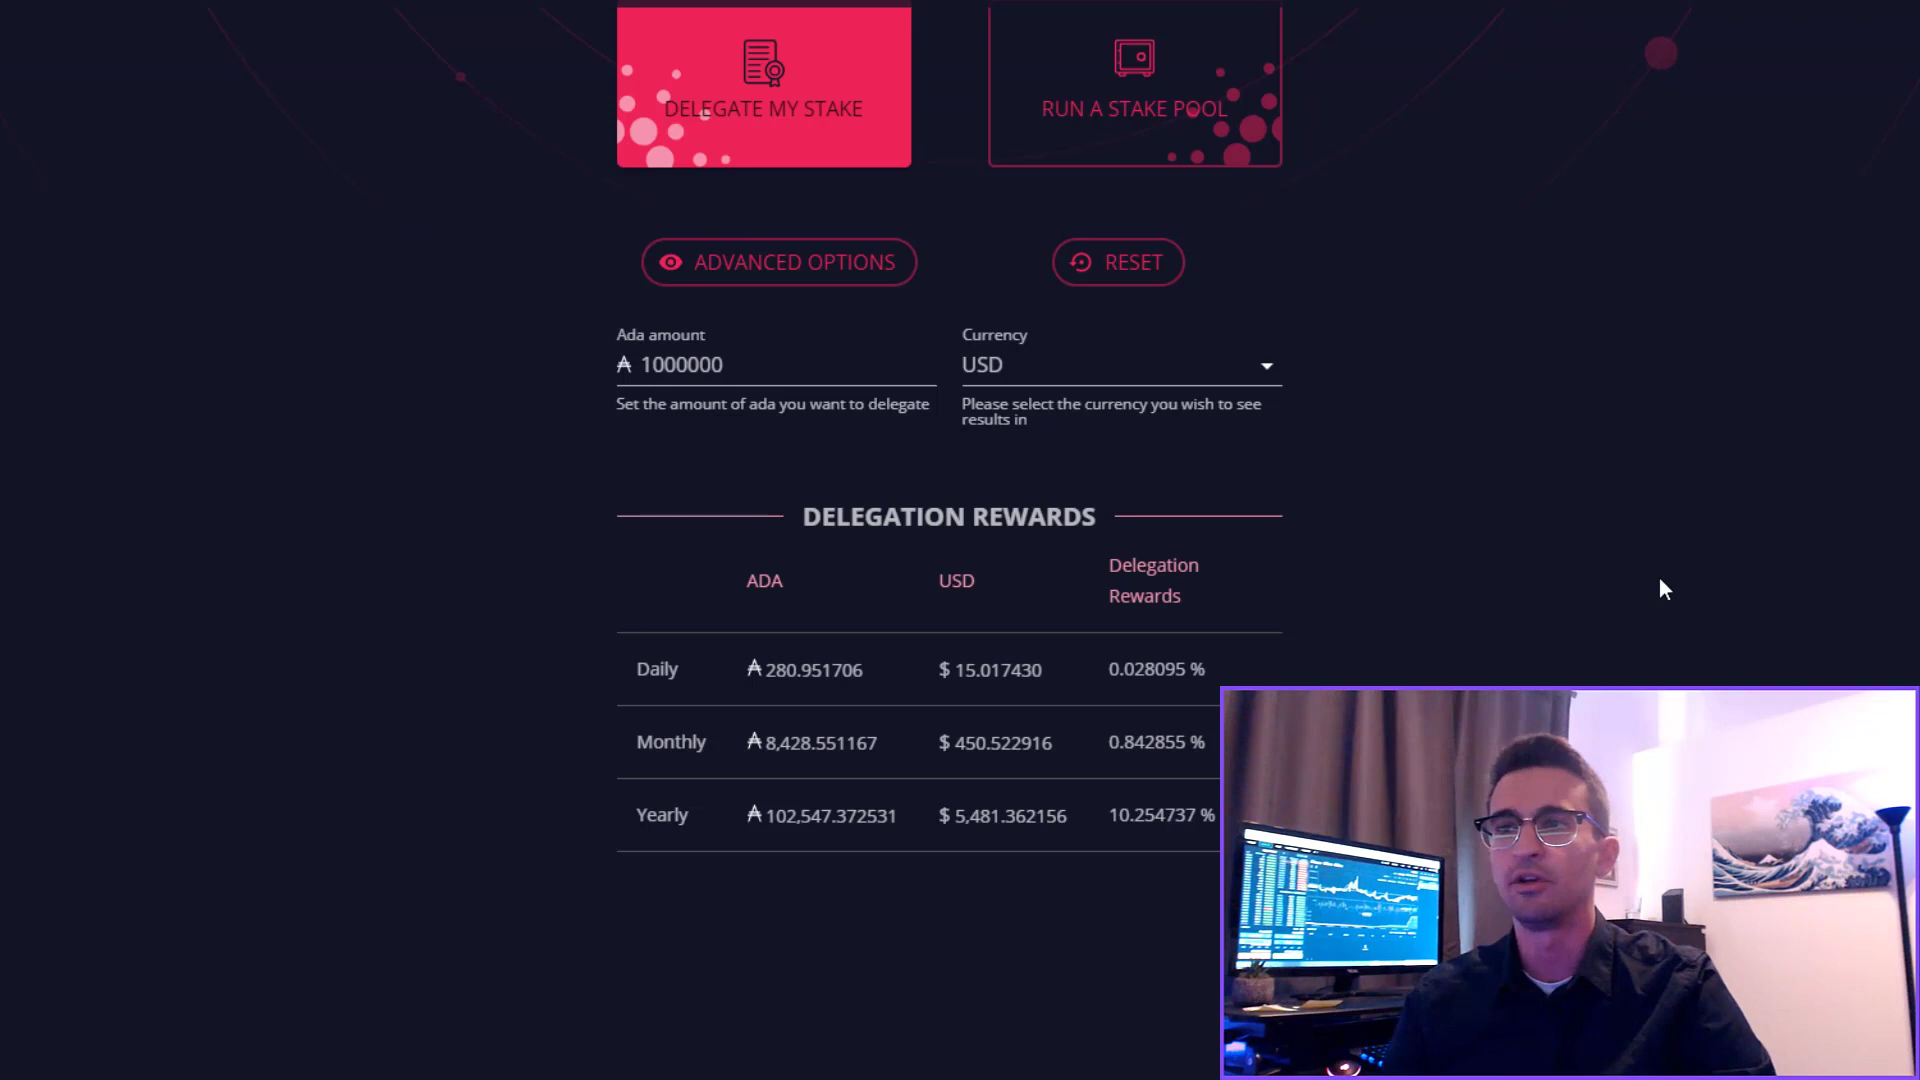 DELEGATE MY STAKE
RUN A STAKE POOL
ADVANCED OPTIONS
RESET
Ada amount
Currency
₳ 1000000
USD
Set the amount of ada you want to delegate
Please select the currency you wish to see
results in
DELEGATION REWARDS
ADA
USD
Delegation
Rewards
Daily ₳ 280.951706 $ 15.017430 0.028095 %
Monthly ₳ 8,428.551167 $ 450.522916 0.842855 %
Yearly ₳ 102,547.372531 $ 5,481.362156 10.254737 %